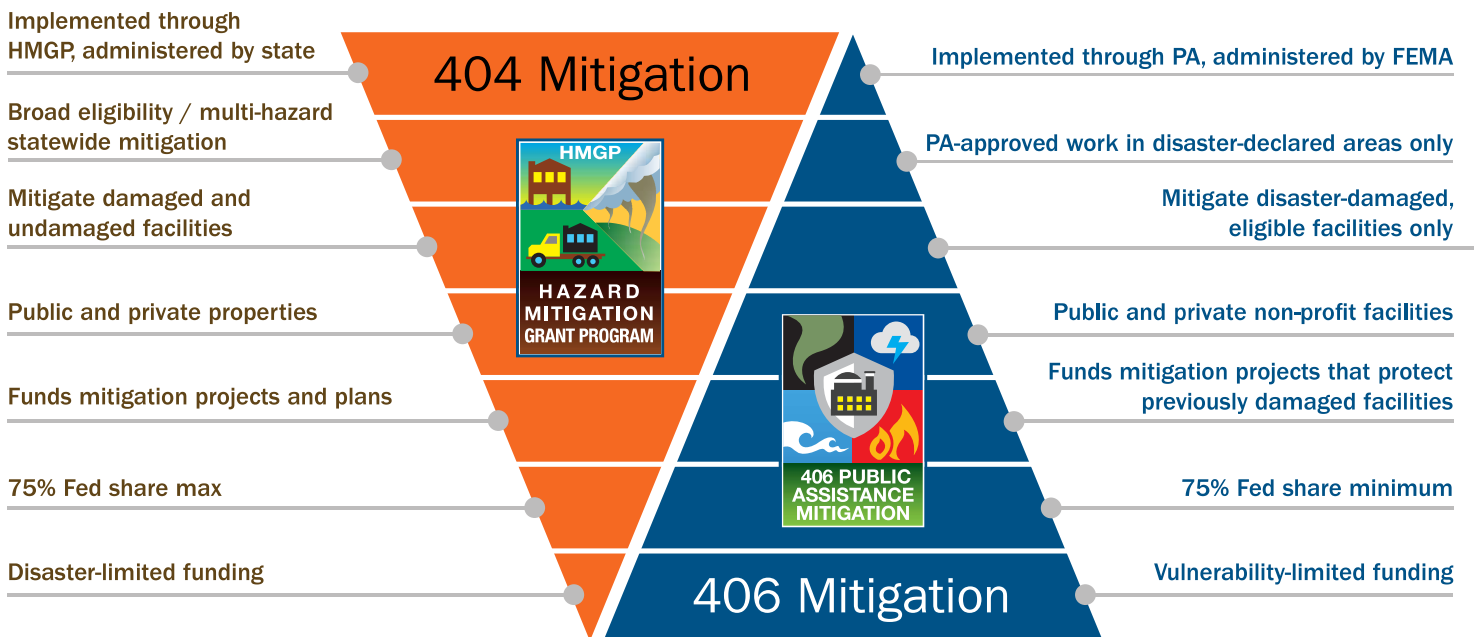 Implemented through
HMGP, administered by state
Broad eligibility / multi-hazard
statewide mitigation
Mitigate damaged and
undamaged facilities
Public and private properties
Funds mitigation projects and plans
75% Fed share max
Disaster-limited funding
404 Mitigation
HMGP
HAZARD
MITIGATION
GRANT PROGRAM
Implemented through PA, administered by FEMA
PA-approved work in disaster-declared areas only
Mitigate disaster-damaged,
eligible facilities only
Public and private non-profit facilities
Funds mitigation projects that protect
previously damaged facilities
75% Fed share minimum
Vulnerability-limited funding
406 PUBLIC
ASSISTANCE
MITIGATION
406 Mitigation